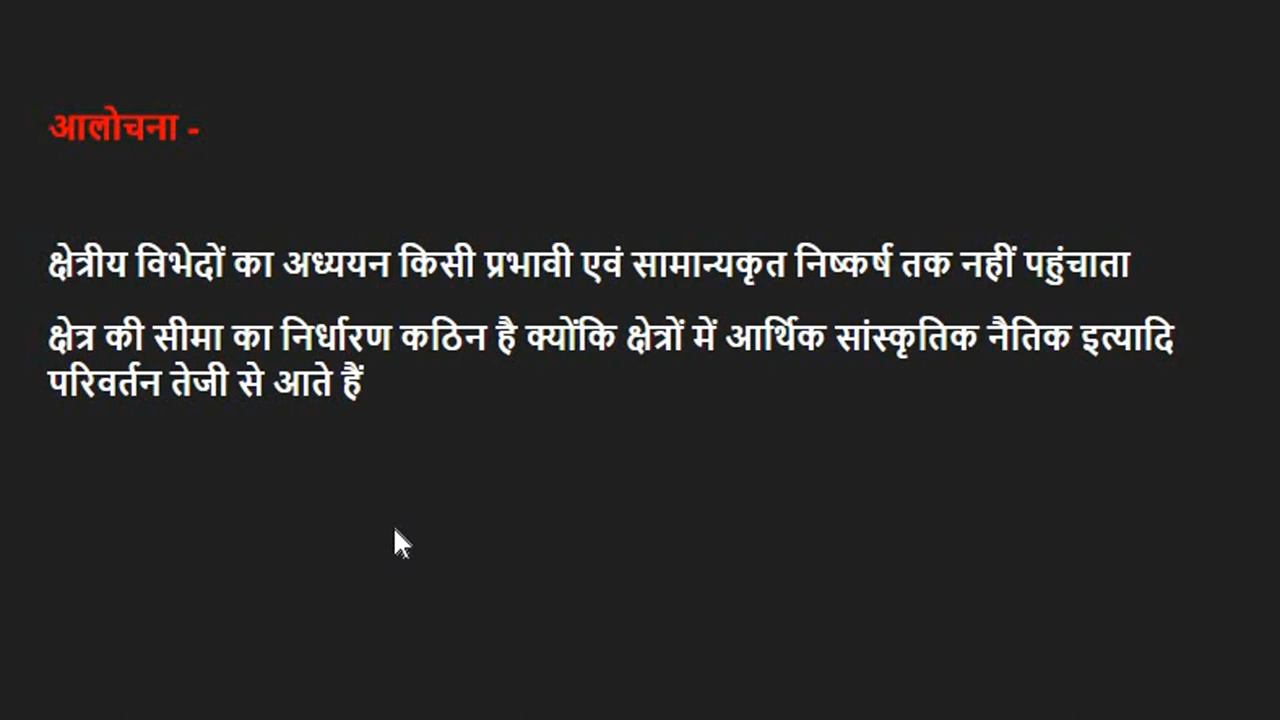 आलोचना -
क्षेत्रीय विभेदों का अध्ययन किसी प्रभावी एवं सामान्यकृत निष्कर्ष तक नहीं पहुंचाता
क्षेत्र की सीमा का निर्धारण कठिन है क्योंकि क्षेत्रों में आर्थिक सांस्कृतिक नैतिक इत्यादि
परिवर्तन तेजी से आते हैं